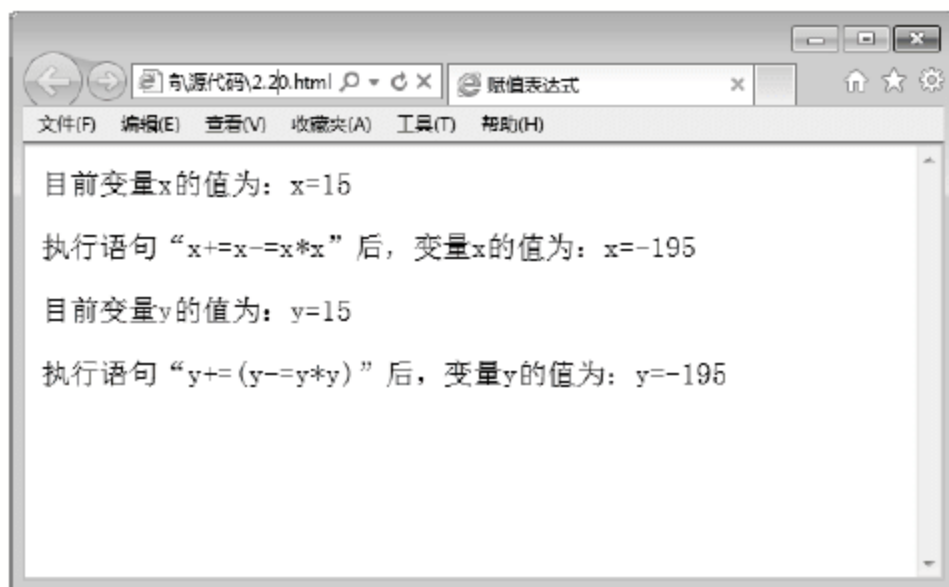 的\源代码\2.20.html
赋值表达式
文件(F) 编辑(E) 查看(V) 收藏夹(A) 工具(T) 帮助(H)
目前变量x的值为：x=15
执行语句“x+=x-=x*x”后，变量x的值为：x=-195
目前变量y的值为：y=15
执行语句“y+=(y-=y*y)”后，变量y的值为：y=-195